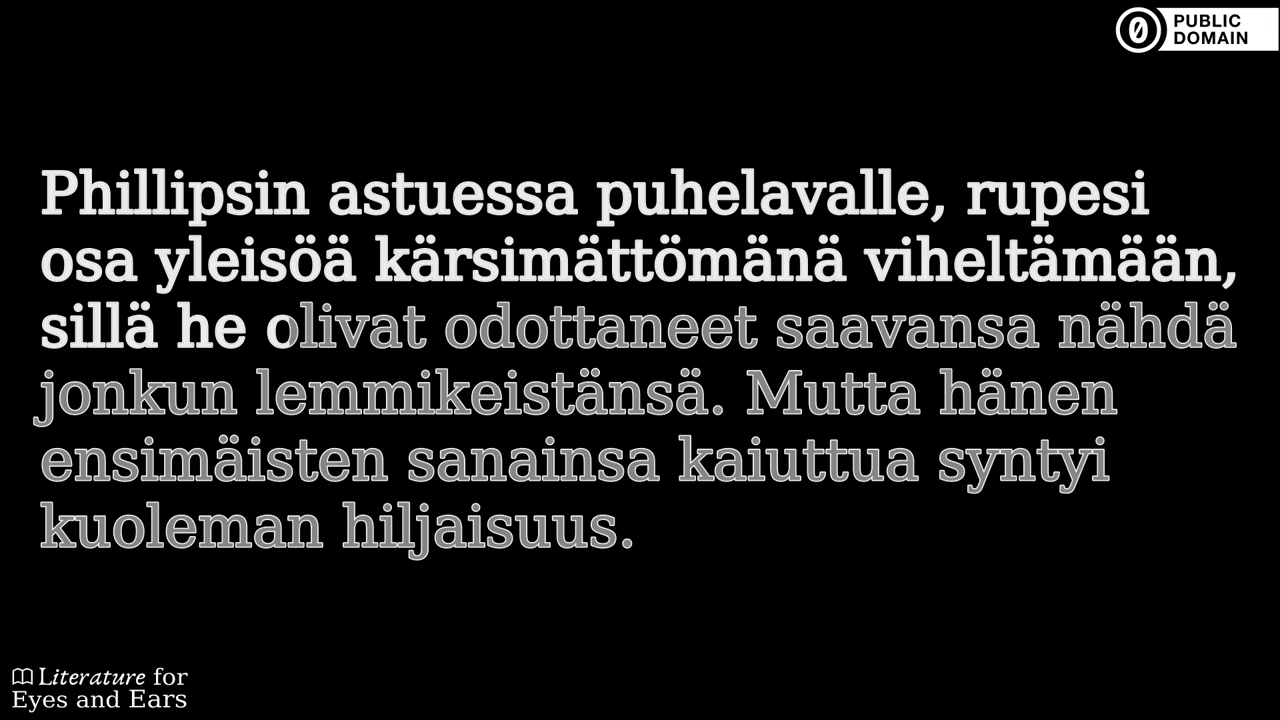 PUBLIC
DOMAIN
Phillipsin astuessa puhelavalle, rupesi
osa yleisöä kärsimättömänä viheltämään,
sillä he olivat odottaneet saavansa nähdä
jonkun lemmikeistänsä. Mutta hänen
ensimäisten sanainsa kaiuttua syntyi
kuoleman hiljaisuus.
Literature for
Eyes and Ears